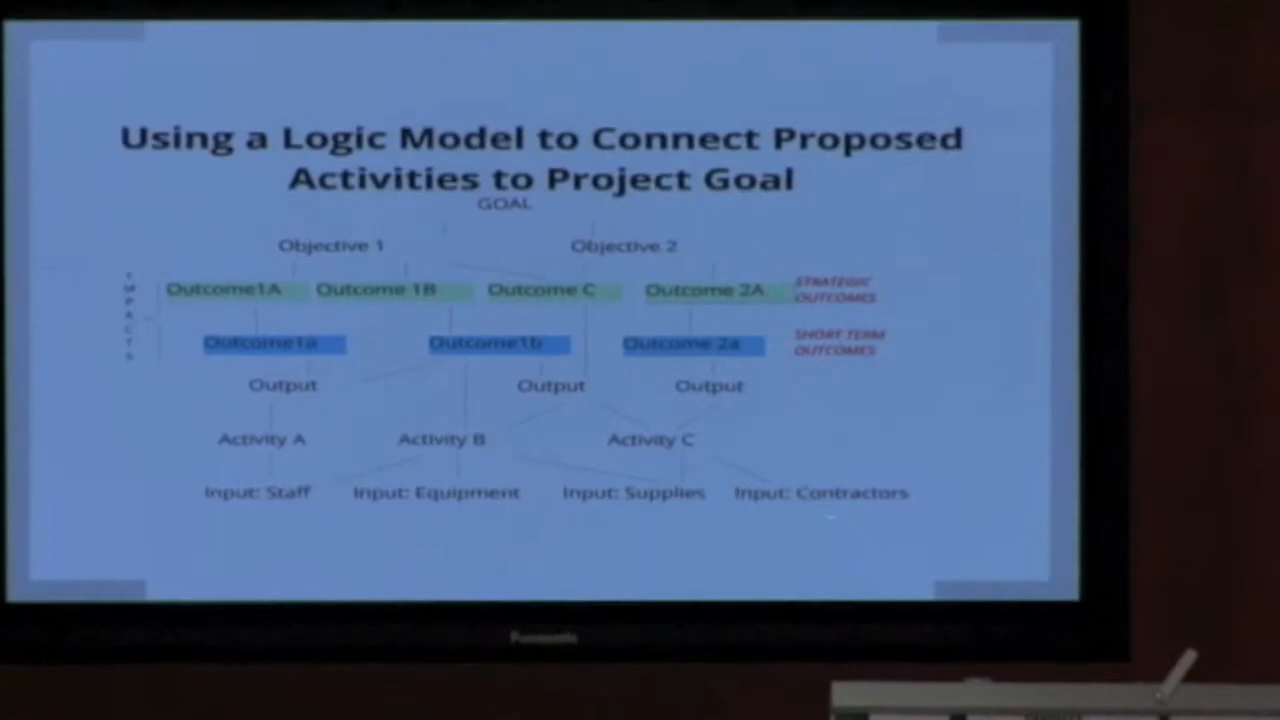 Using a Logic Model to Connect Proposed
Activities to Project Goal
GOAL
Objective 1 Objective 2
IMPACTS
Outcome1A Outcome 1B Outcome C Outcome 2A STRATEGIC OUTCOMES
Outcome1a Outcome1b Outcome 2a SHORT TERM OUTCOMES
Output Output Output
Activity A Activity B Activity C
Input: Staff Input: Equipment Input: Supplies Input: Contractors
Panasonic